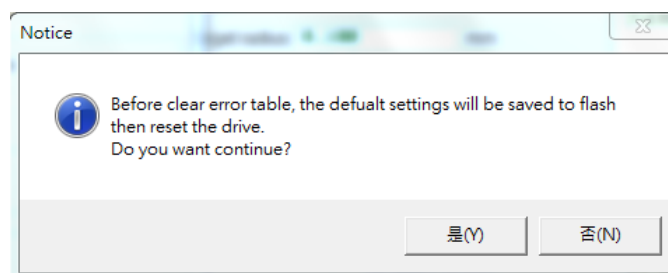 Notice
Before clear error table, the defualt settings will be saved to flash
then reset the drive.
Do you want continue?
是(Y)
否(N)